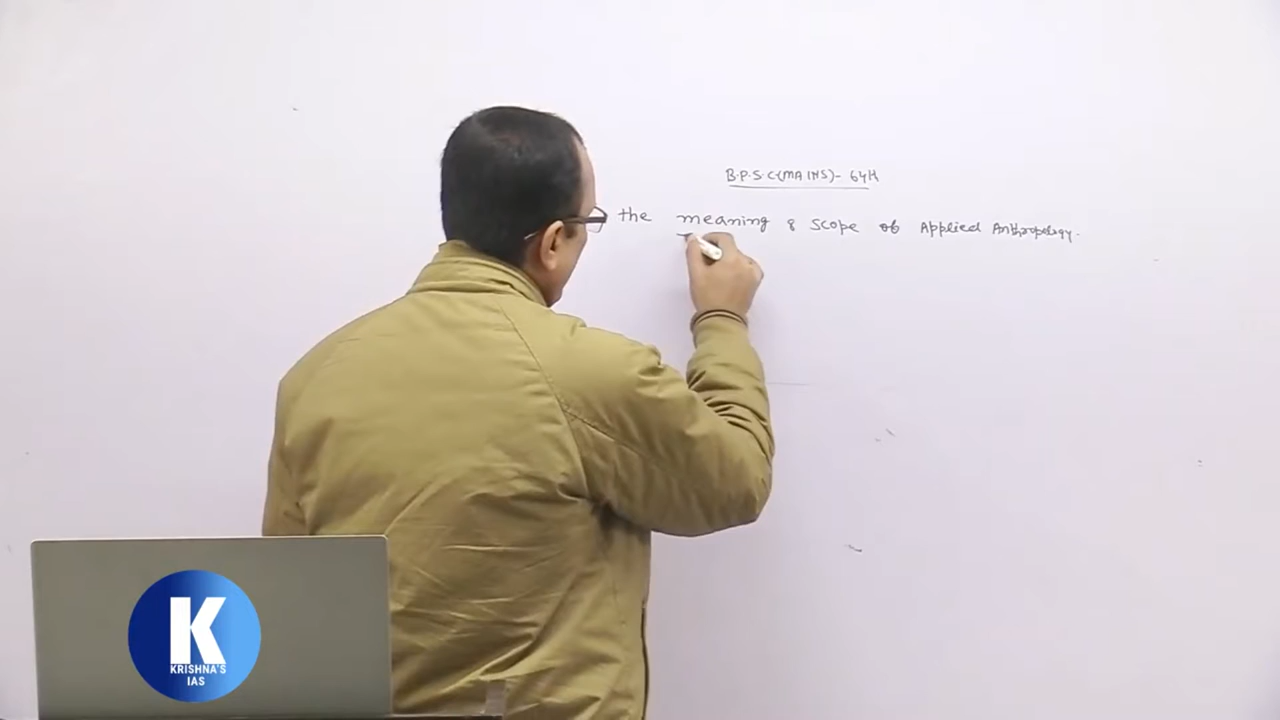 B.P.S.C-(MAINS)- 64th
the meaning & scope of Applied Anthropology.
K
KRISHNA'S
IAS